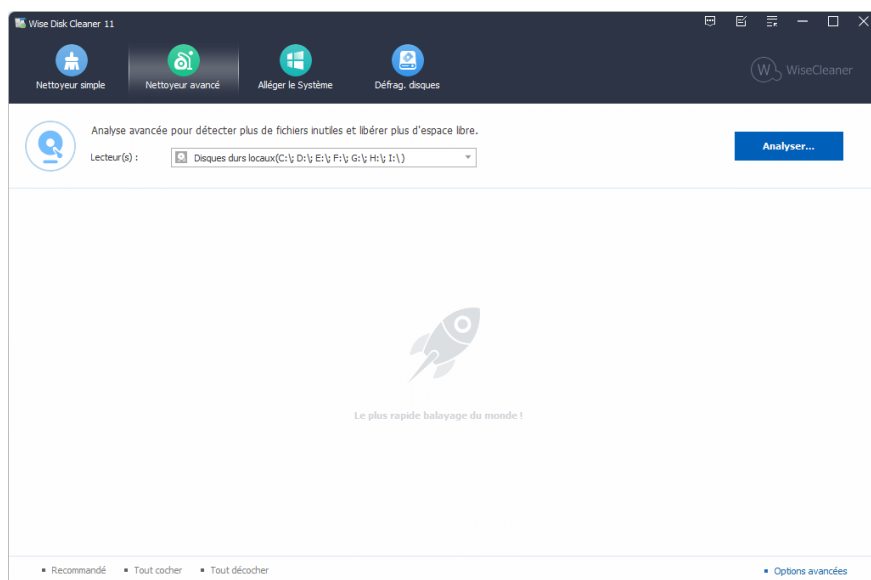 Wise Disk Cleaner 11
Nettoyeur simple
Nettoyeur avancé
Alléger le Système
Défrag. disques
W WiseCleaner
Analyse avancée pour détecter plus de fichiers inutiles et libérer plus d'espace libre.
Lecteur(s) :
Disques durs locaux(C:\; D:\; E:\; F:\; G:\; H:\; I:\)
Analyser...
Le plus rapide balayage du monde !
Recommandé
Tout cocher
Tout décocher
Options avancées